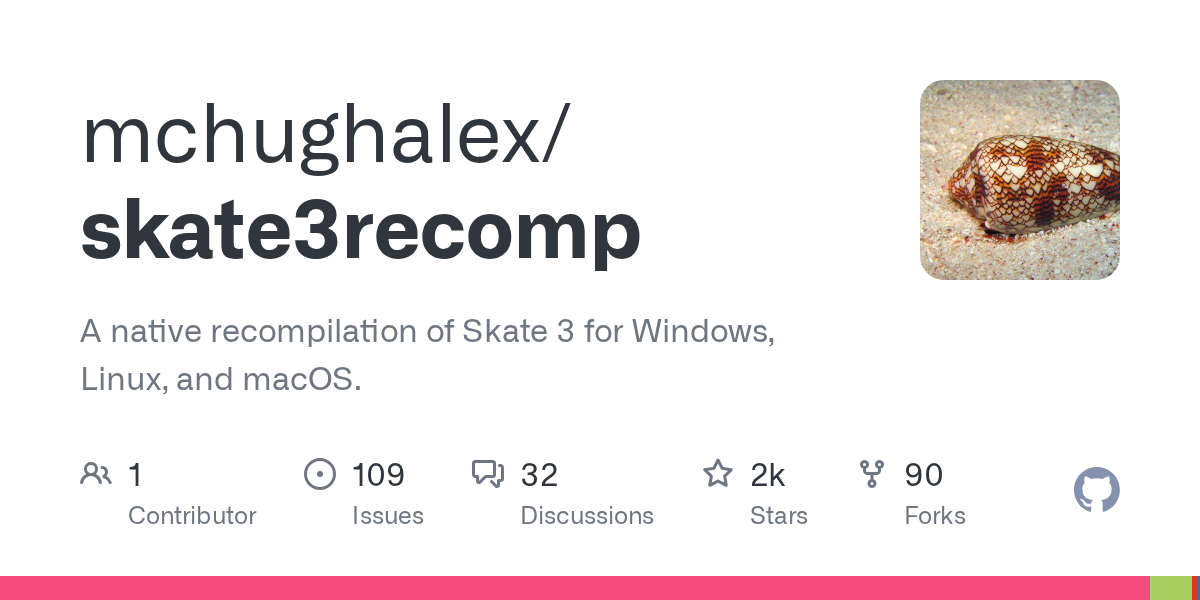 mchughalex/
skate3recomp
A native recompilation of Skate 3 for Windows,
Linux, and macOS.
1
Contributor
109
Issues
32
Discussions
2k
Stars
90
Forks